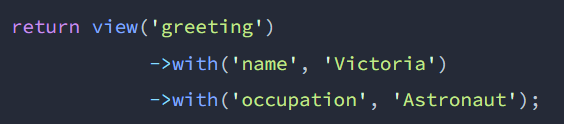 return view('greeting')
->with('name', 'Victoria')
->with('occupation', 'Astronaut');